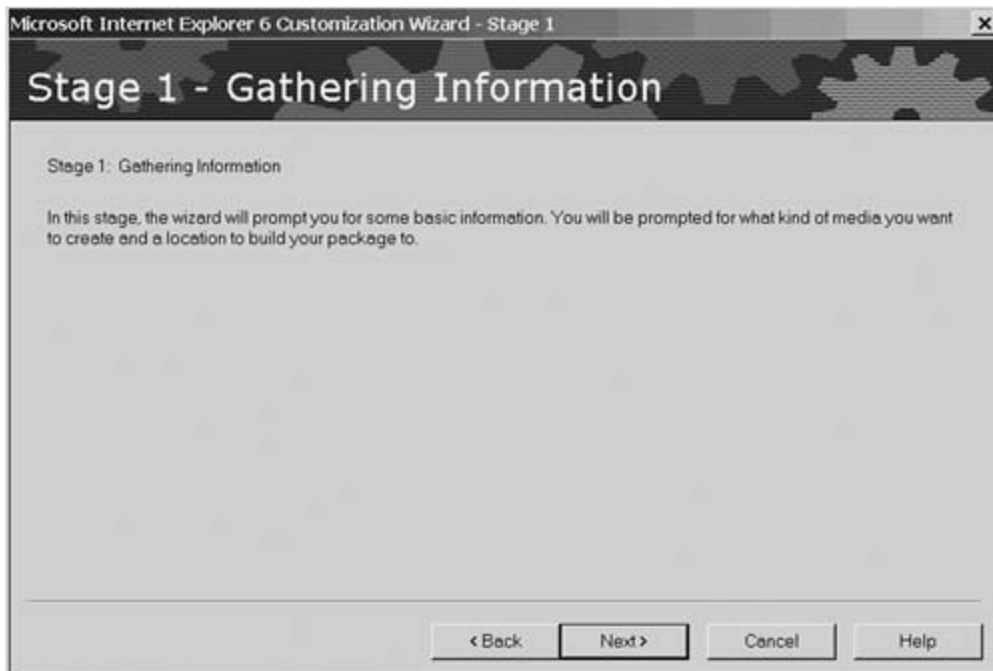 Microsoft Internet Explorer 6 Customization Wizard - Stage 1
Stage 1 - Gathering Information
Stage 1: Gathering Information
In this stage, the wizard will prompt you for some basic information. You will be prompted for what kind of media you want
to create and a location to build your package to.
< Back
Next >
Cancel
Help